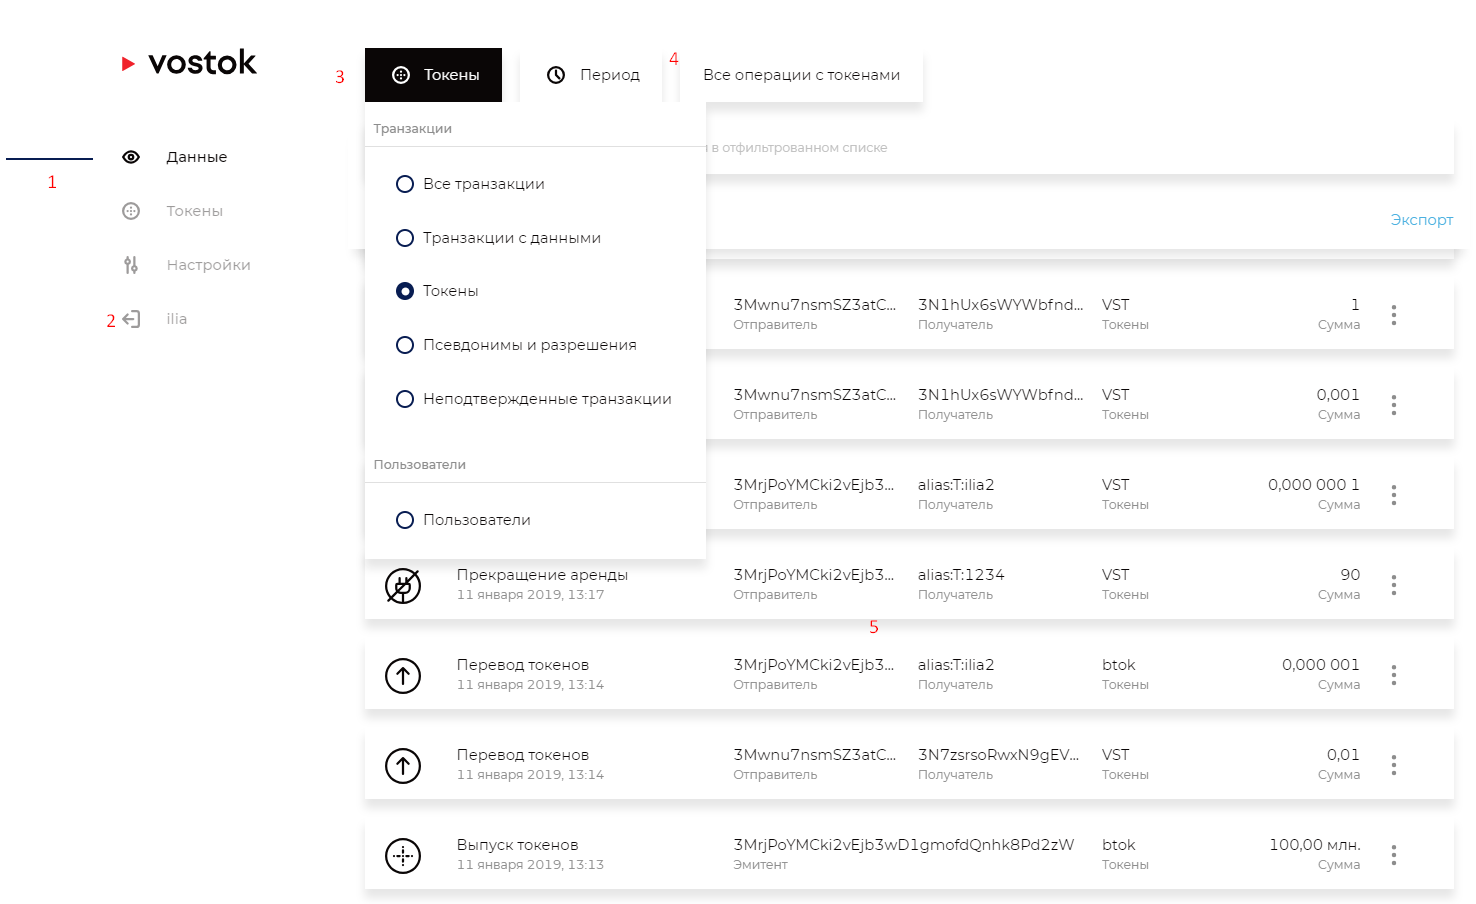 vostok
3
Токены
Период
4
Все операции с токенами
1
Данные
Токены
Настройки
2
ilia
Транзакции
Все транзакции
Транзакции с данными
Токены
Псевдонимы и разрешения
Неподтвержденные транзакции
Пользователи
Пользователи
в отфильтрованном списке
Экспорт
3Mwnu7nsmSZ3atC... 3N1hUx6sWYWbfnd... VST 1
Отправитель Получатель Токены Сумма
3Mwnu7nsmSZ3atC... 3N1hUx6sWYWbfnd... VST 0,001
Отправитель Получатель Токены Сумма
3MrjPoYMCki2vEjb3... alias:T:ilia2 VST 0,000 000 1
Отправитель Получатель Токены Сумма
Прекращение аренды 3MrjPoYMCki2vEjb3... alias:T:1234 VST 90
11 января 2019, 13:17 Отправитель Получатель Токены Сумма
5
Перевод токенов 3MrjPoYMCki2vEjb3... alias:T:ilia2 btok 0,000 001
11 января 2019, 13:14 Отправитель Получатель Токены Сумма
Перевод токенов 3Mwnu7nsmSZ3atC... 3N7zsrsoRwxN9gEV... VST 0,01
11 января 2019, 13:14 Отправитель Получатель Токены Сумма
Выпуск токенов 3MrjPoYMCki2vEjb3wD1gmofdQnhk8Pd2zW btok 100,00 млн.
11 января 2019, 13:13 Эмитент Токены Сумма